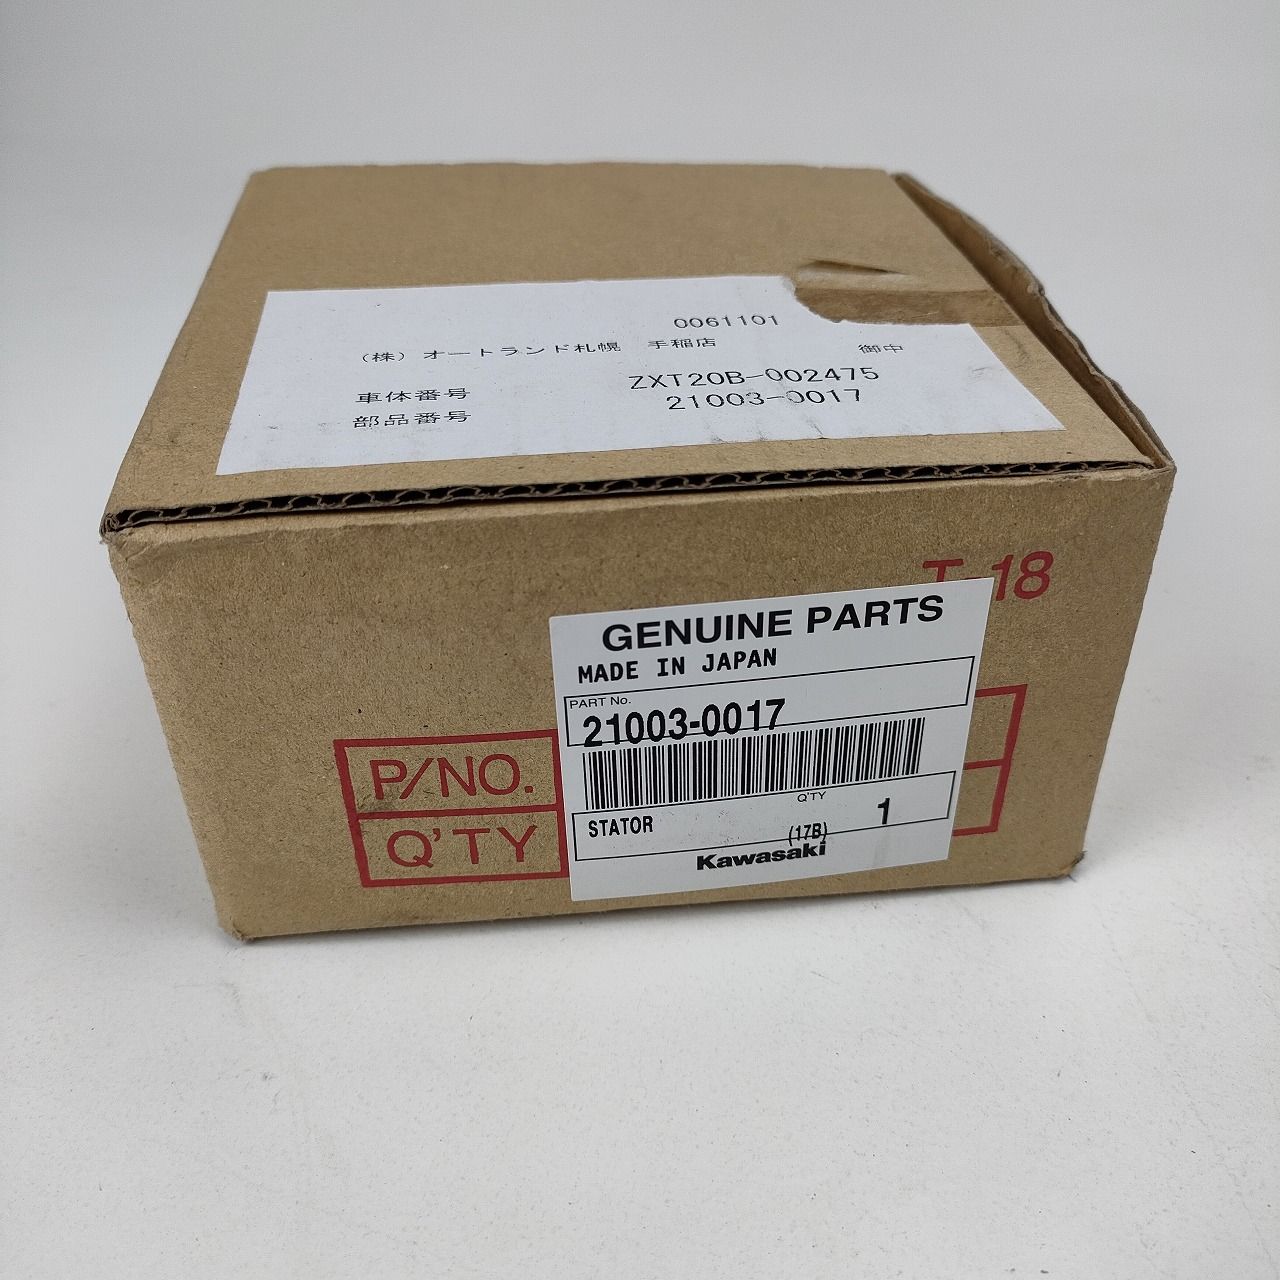 0061101
(株) オートランド札幌 手稲店 御中
車体番号 ZXT20B-002475
部品番号 21003-0017
T-18
GENUINE PARTS
MADE IN JAPAN
PART No.
21003-0017
P/NO.
Q'TY
Q'TY
STATOR (17B) 1
Kawasaki